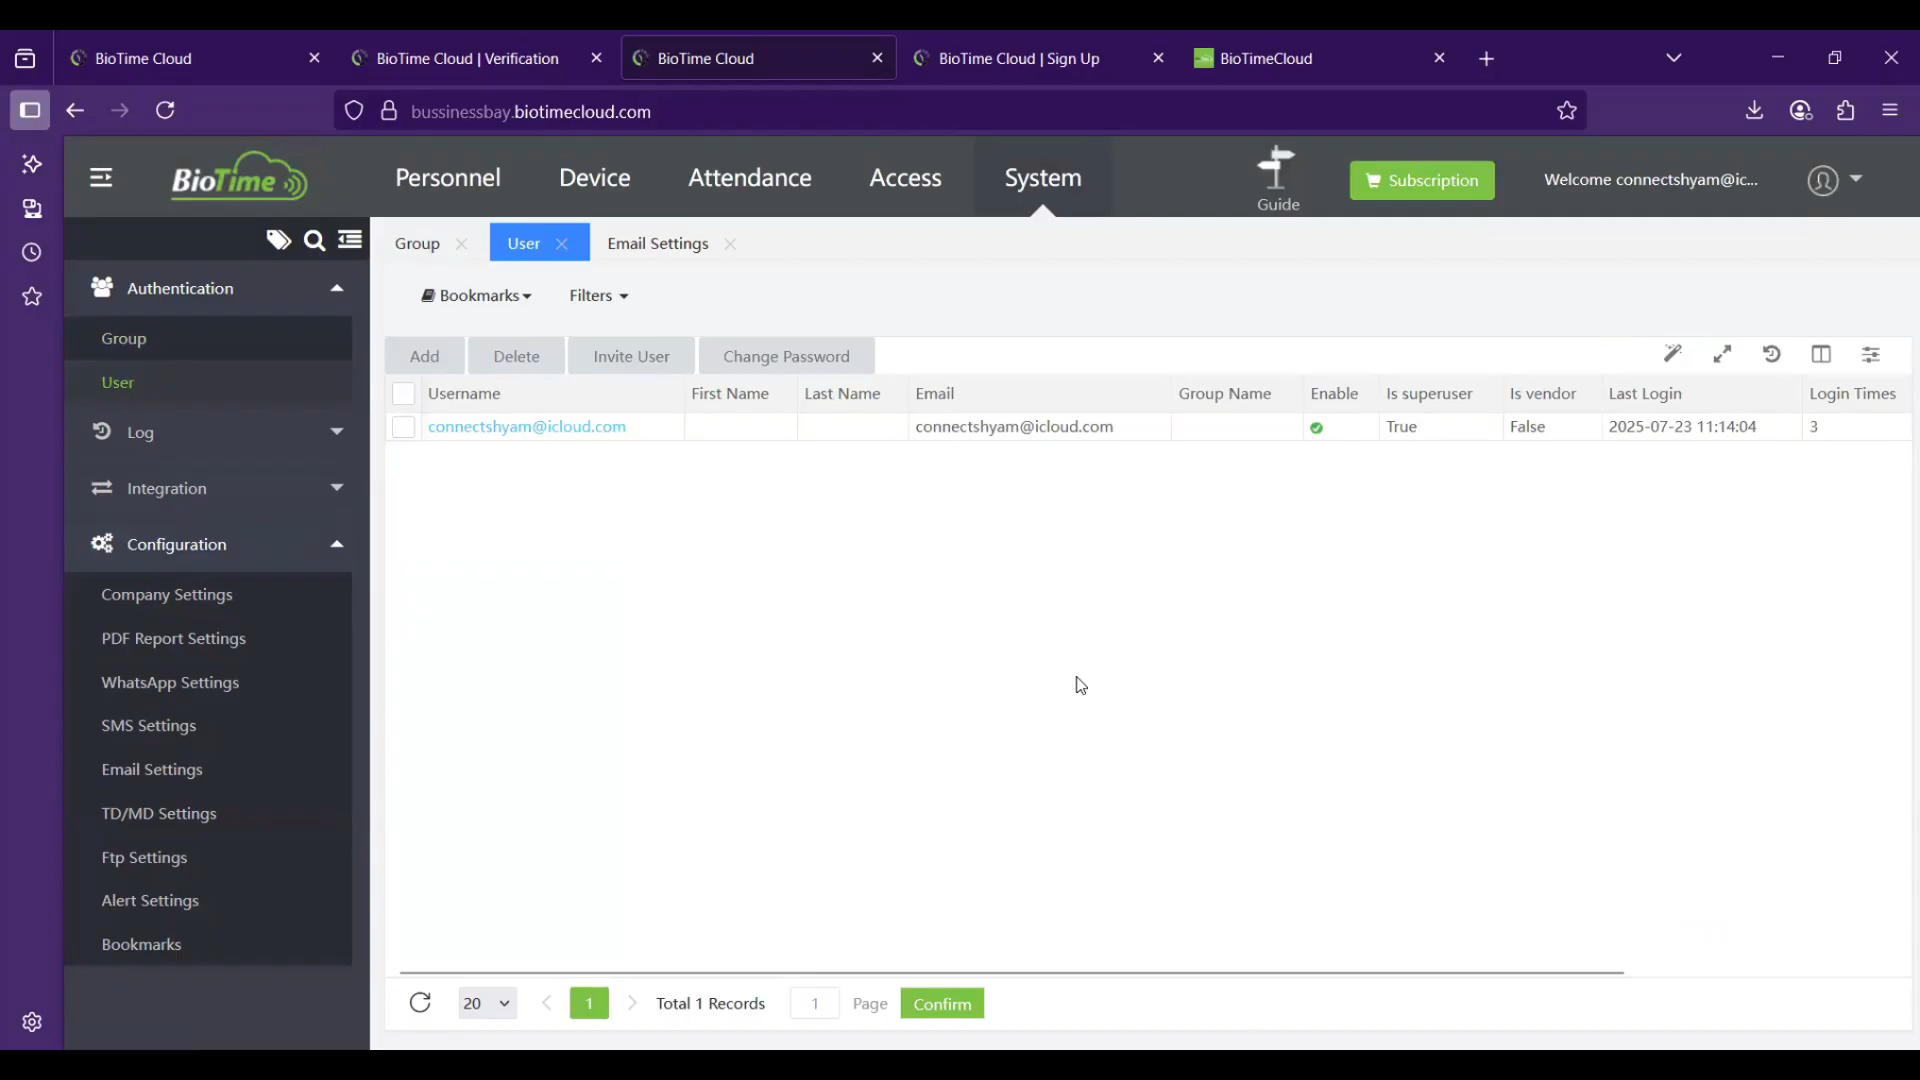 BioTime Cloud
BioTime Cloud | Verification
BioTime Cloud
BioTime Cloud | Sign Up
BioTimeCloud
bussinessbay.biotimecloud.com
BioTime
Personnel
Device
Attendance
Access
System
Guide
Subscription
Welcome connectshyam@ic...
Group
User
Email Settings
Bookmarks
Filters
Authentication
Group
User
Log
Integration
Configuration
Company Settings
PDF Report Settings
WhatsApp Settings
SMS Settings
Email Settings
TD/MD Settings
Ftp Settings
Alert Settings
Bookmarks
Add
Delete
Invite User
Change Password
Username First Name Last Name Email Group Name Enable Is superuser Is vendor Last Login Login Times
connectshyam@icloud.com connectshyam@icloud.com True False 2025-07-23 11:14:04 3
20 1 Total 1 Records 1 Page Confirm